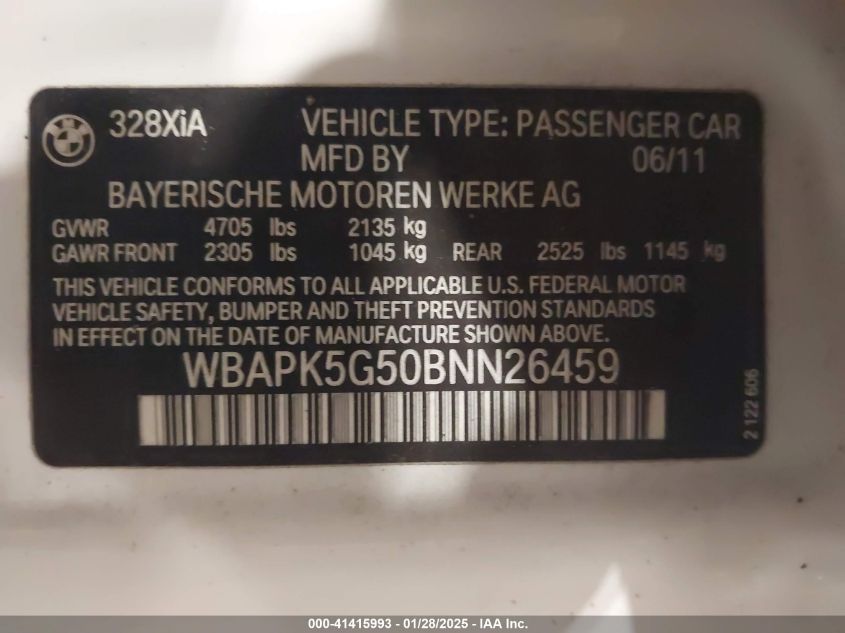 328XiA VEHICLE TYPE: PASSENGER CAR
MFD BY 06/11
BAYERISCHE MOTOREN WERKE AG
GVWR 4705 lbs 2135 kg
GAWR FRONT 2305 lbs 1045 kg REAR 2525 lbs 1145 kg
THIS VEHICLE CONFORMS TO ALL APPLICABLE U.S. FEDERAL MOTOR
VEHICLE SAFETY, BUMPER AND THEFT PREVENTION STANDARDS
IN EFFECT ON THE DATE OF MANUFACTURE SHOWN ABOVE.
WBAPK5G50BNN26459
2 122 606
000-41415993 - 01/28/2025 - IAA Inc.